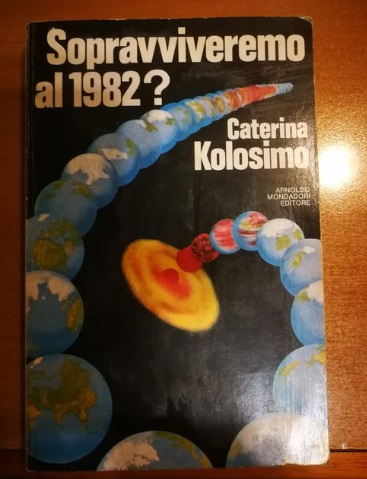 Sopravviveremo
al 1982?
Caterina
Kolosimo
ARNOLDO
MONDADORI
EDITORE